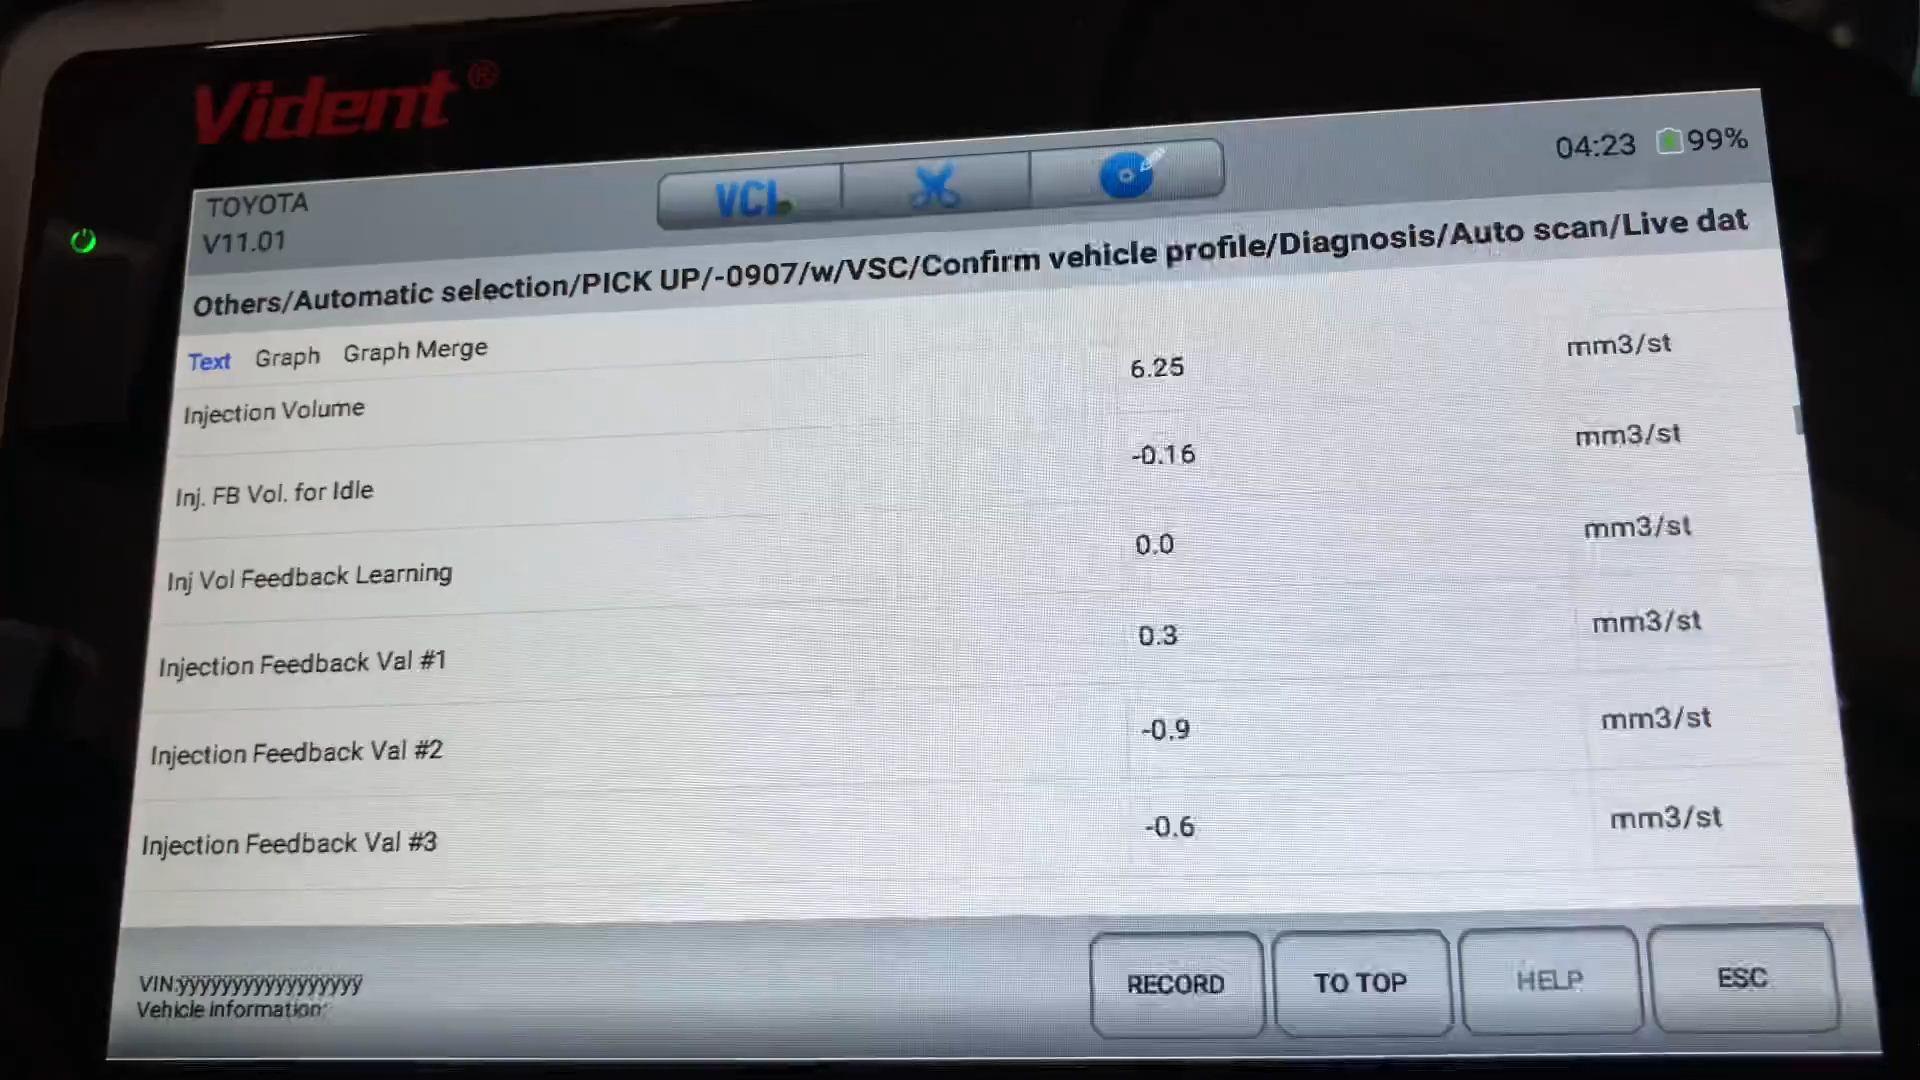 Vident®
TOYOTA
V11.01
VCI
04:23 99%
Others/Automatic selection/PICK UP/-0907/w/VSC/Confirm vehicle profile/Diagnosis/Auto scan/Live dat
Text Graph Graph Merge
Injection Volume 6.25 mm3/st
Inj. FB Vol. for Idle -0.16 mm3/st
Inj Vol Feedback Learning 0.0 mm3/st
Injection Feedback Val #1 0.3 mm3/st
Injection Feedback Val #2 -0.9 mm3/st
Injection Feedback Val #3 -0.6 mm3/st
VIN:ÿÿÿÿÿÿÿÿÿÿÿÿÿÿÿÿÿ
Vehicle information:
RECORD TO TOP HELP ESC